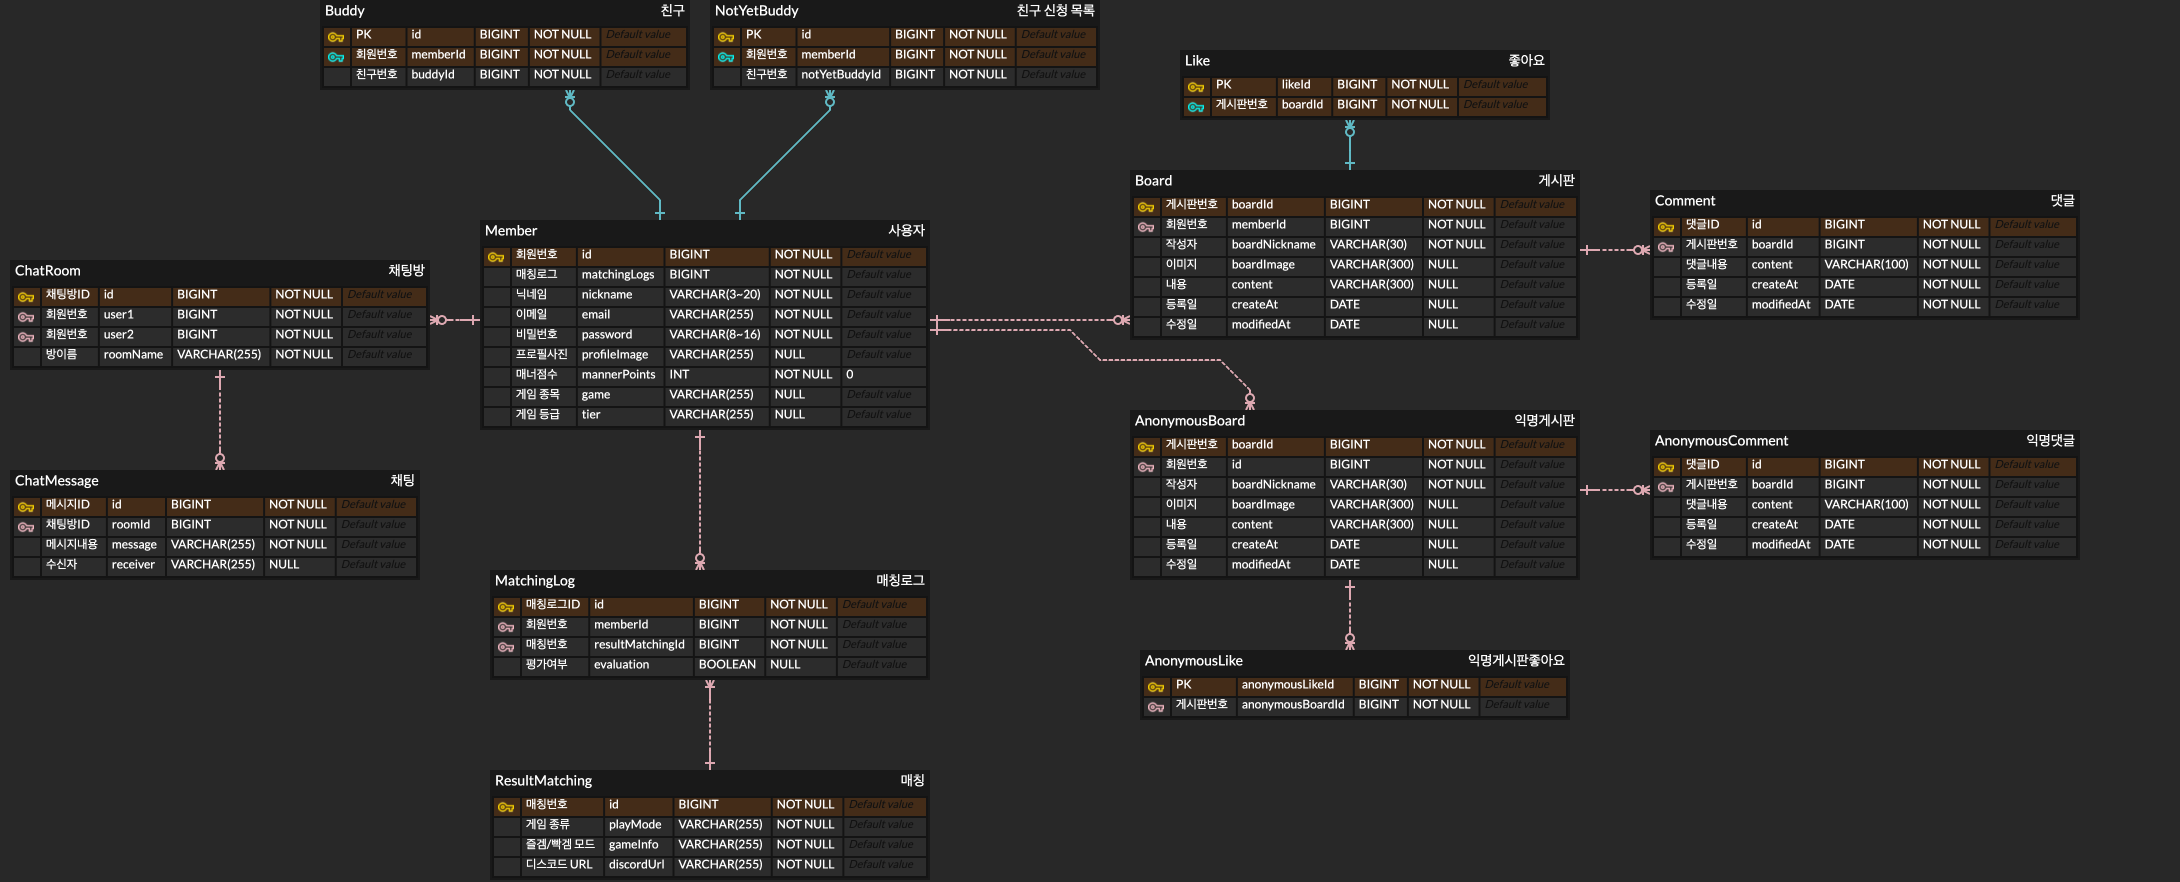 Buddy 친구
PK id BIGINT NOT NULL Default value
회원번호 memberId BIGINT NOT NULL Default value
친구번호 buddyId BIGINT NOT NULL Default value
NotYetBuddy 친구 신청 목록
PK id BIGINT NOT NULL Default value
회원번호 memberId BIGINT NOT NULL Default value
친구번호 notYetBuddyId BIGINT NOT NULL Default value
Like 좋아요
PK likeId BIGINT NOT NULL Default value
게시판번호 boardId BIGINT NOT NULL Default value
Board 게시판
게시판번호 boardId BIGINT NOT NULL Default value
회원번호 memberId BIGINT NOT NULL Default value
작성자 boardNickname VARCHAR(30) NOT NULL Default value
이미지 boardImage VARCHAR(300) NULL Default value
내용 content VARCHAR(300) NULL Default value
등록일 createAt DATE NULL Default value
수정일 modifiedAt DATE NULL Default value
Comment 댓글
댓글ID id BIGINT NOT NULL Default value
게시판번호 boardId BIGINT NOT NULL Default value
댓글내용 content VARCHAR(100) NOT NULL Default value
등록일 createAt DATE NOT NULL Default value
수정일 modifiedAt DATE NOT NULL Default value
Member 사용자
회원번호 id BIGINT NOT NULL Default value
매칭로그 matchingLogs BIGINT NOT NULL Default value
닉네임 nickname VARCHAR(3~20) NOT NULL Default value
이메일 email VARCHAR(255) NOT NULL Default value
비밀번호 password VARCHAR(8~16) NOT NULL Default value
프로필사진 profileImage VARCHAR(255) NULL Default value
매너점수 mannerPoints INT NOT NULL 0
게임 종목 game VARCHAR(255) NULL Default value
게임 등급 tier VARCHAR(255) NULL Default value
ChatRoom 채팅방
채팅방ID id BIGINT NOT NULL Default value
회원번호 user1 BIGINT NOT NULL Default value
회원번호 user2 BIGINT NOT NULL Default value
방이름 roomName VARCHAR(255) NOT NULL Default value
ChatMessage 채팅
메시지ID id BIGINT NOT NULL Default value
채팅방ID roomId BIGINT NOT NULL Default value
메시지내용 message VARCHAR(255) NOT NULL Default value
수신자 receiver VARCHAR(255) NULL Default value
AnonymousBoard 익명게시판
게시판번호 boardId BIGINT NOT NULL Default value
회원번호 id BIGINT NOT NULL Default value
작성자 boardNickname VARCHAR(30) NOT NULL Default value
이미지 boardImage VARCHAR(300) NULL Default value
내용 content VARCHAR(300) NULL Default value
등록일 createAt DATE NULL Default value
수정일 modifiedAt DATE NULL Default value
AnonymousComment 익명댓글
댓글ID id BIGINT NOT NULL Default value
게시판번호 boardId BIGINT NOT NULL Default value
댓글내용 content VARCHAR(100) NOT NULL Default value
등록일 createAt DATE NOT NULL Default value
수정일 modifiedAt DATE NOT NULL Default value
MatchingLog 매칭로그
매칭로그ID id BIGINT NOT NULL Default value
회원번호 memberId BIGINT NOT NULL Default value
매칭번호 resultMatchingId BIGINT NOT NULL Default value
평가여부 evaluation BOOLEAN NULL Default value
AnonymousLike 익명게시판좋아요
PK anonymousLikeId BIGINT NOT NULL Default value
게시판번호 anonymousBoardId BIGINT NOT NULL Default value
ResultMatching 매칭
매칭번호 id BIGINT NOT NULL Default value
게임 종류 playMode VARCHAR(255) NOT NULL Default value
즐겜/빡겜 모드 gameInfo VARCHAR(255) NOT NULL Default value
디스코드 URL discordUrl VARCHAR(255) NOT NULL Default value